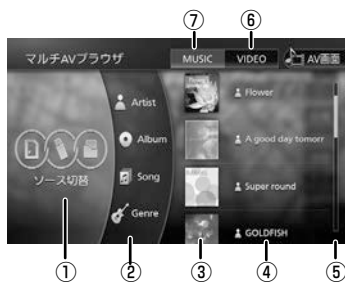 ⑦ ⑥
マルチAVブラウザ MUSIC VIDEO AV画面
Artist
Album
Song
Genre
ソース切替
Flower
A good day tomorr
Super round
GOLDFISH
① ② ③ ④ ⑤